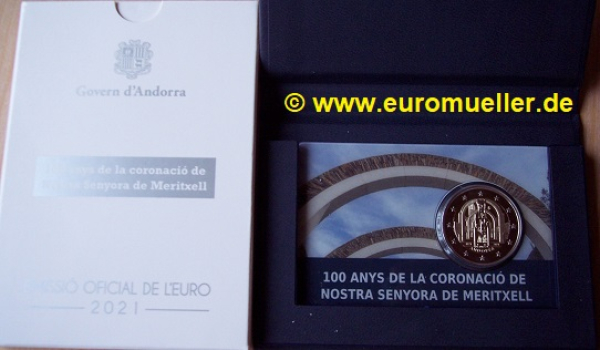 Govern d'Andorra
anys de la coronació de
Senyora de Meritxell
OFICIAL DE L'EURO
2021
© www.euromueller.de
100 ANYS DE LA CORONACIÓ DE
NOSTRA SENYORA DE MERITXELL